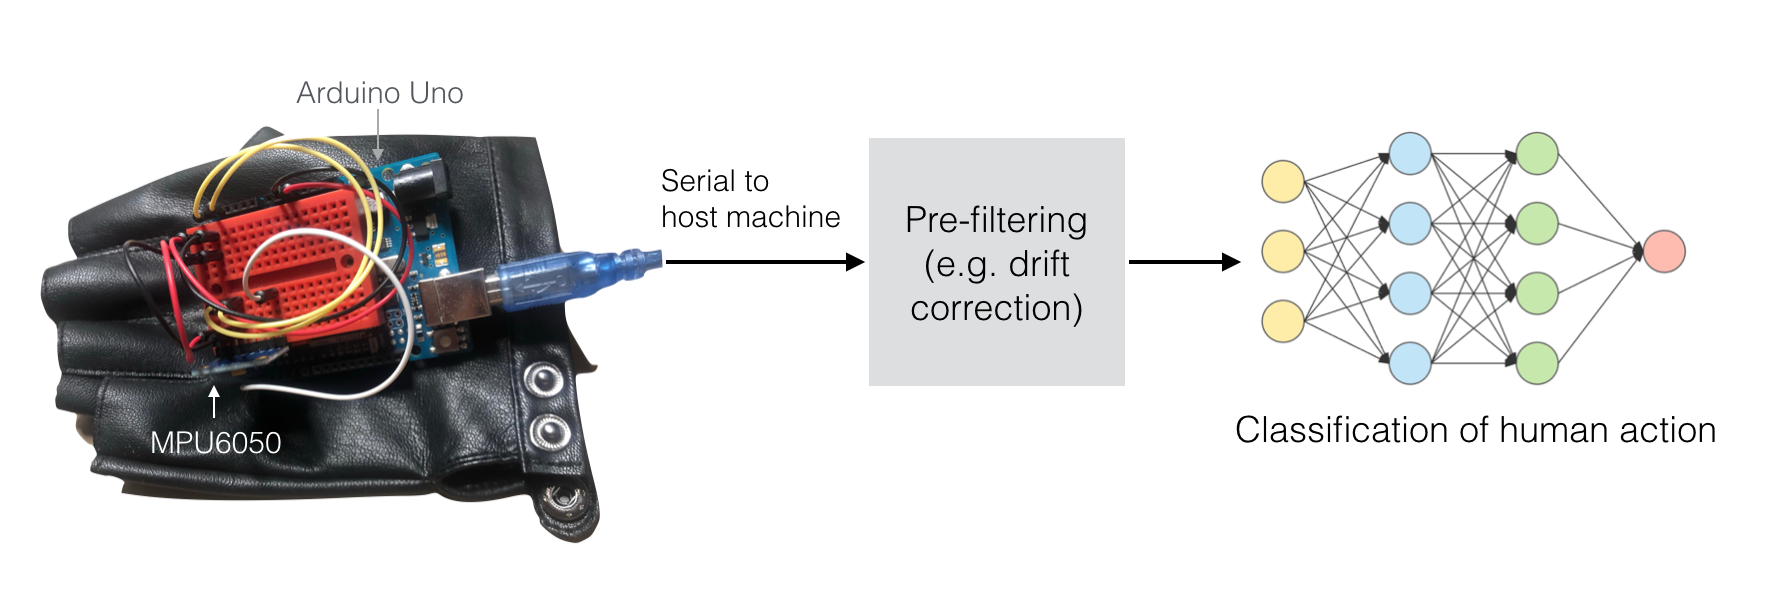 Arduino Uno
Serial to
host machine
Pre-filtering
(e.g. drift
correction)
MPU6050
Classification of human action